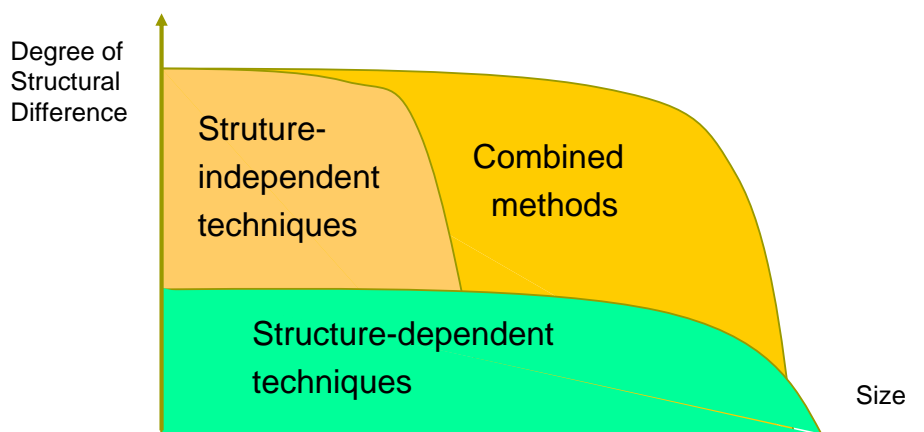 Degree of
Structural
Difference
Struture-
independent
techniques
Combined
methods
Structure-dependent
techniques
Size